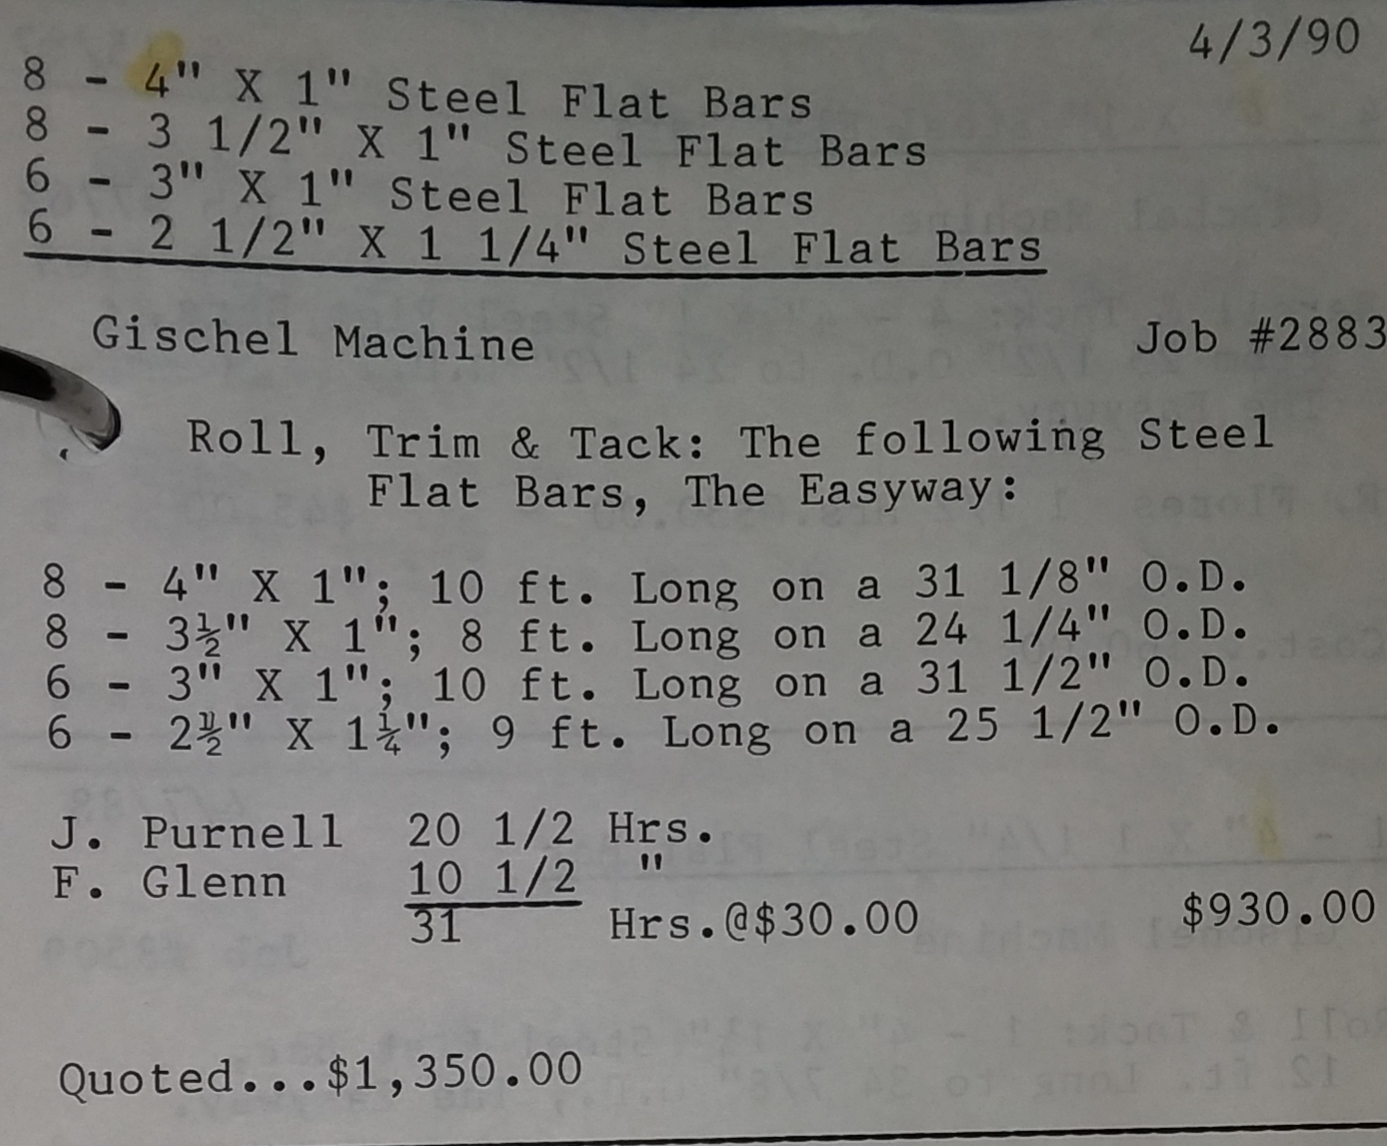 4/3/90
8 - 4" X 1" Steel Flat Bars
8 - 3 1/2" X 1" Steel Flat Bars
6 - 3" X 1" Steel Flat Bars
6 - 2 1/2" X 1 1/4" Steel Flat Bars
Gischel Machine Job #2883
Roll, Trim & Tack: The following Steel
Flat Bars, The Easyway:
8 - 4" X 1"; 10 ft. Long on a 31 1/8" O.D.
8 - 3½" X 1"; 8 ft. Long on a 24 1/4" O.D.
6 - 3" X 1"; 10 ft. Long on a 31 1/2" O.D.
6 - 2½" X 1¼"; 9 ft. Long on a 25 1/2" O.D.
J. Purnell 20 1/2 Hrs.
F. Glenn 10 1/2 "
31 Hrs.@$30.00 $930.00
Quoted...$1,350.00